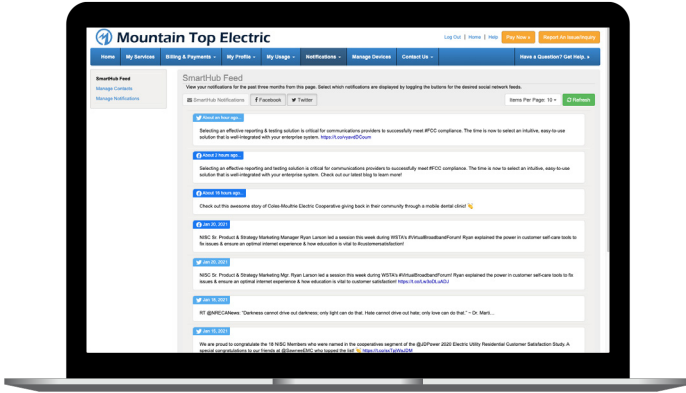 Mountain Top Electric
Log Out | Home | Help
Pay Now »
Report An Issue/Inquiry
Home My Services Billing & Payments My Profile My Usage Notifications Manage Devices Contact Us Have a Question? Get Help. »
SmartHub Feed
Manage Contacts
Manage Notifications
SmartHub Feed
View your notifications for the past three months from this page. Select which notifications are displayed by toggling the buttons for the desired social network feeds.
SmartHub Notifications Facebook Twitter Items Per Page: 10 Refresh
About an hour ago...
Selecting an effective reporting & testing solution is critical for communications providers to successfully meet #FCC compliance. The time is now to select an intuitive, easy-to-use
solution that is well-integrated with your enterprise system.
About 2 hours ago...
Selecting an effective reporting and testing solution is critical for communications providers to successfully meet #FCC compliance. The time is now to select an intuitive, easy-to-use
solution that is well-integrated with your enterprise system. Check out our latest blog to learn more!
About 16 hours ago...
Check out this awesome story of Coles-Moultrie Electric Cooperative giving back in their community through a mobile dental clinic!
Jan 20, 2021
NISC Sr. Product & Strategy Marketing Manager Ryan Larson led a session this week during WSTA's #VirtualBroadbandForum! Ryan explained the power in customer self-care tools to
fix issues & ensure an optimal internet experience & how education is vital to #customersatisfaction!
Jan 20, 2021
NISC Sr. Product & Strategy Marketing Mgr. Ryan Larson led a session this week during WSTA's #VirtualBroadbandForum! Ryan explained the power in customer self-care tools to fix
issues & ensure an optimal internet experience & how education is vital to customer satisfaction!
2021
RT @NRECANews: "Darkness cannot drive out darkness; only light can do that. Hate cannot drive out hate; only love can do that." ~ Dr. Marti…
Jan 15, 2021
We are proud to congratulate the 18 NISC Members who were named in the cooperatives segment of the @JDPower 2020 Electric Utility Residential Customer Satisfaction Study. A
special congratulations to our friends at @SawneeEMC who topped the list!